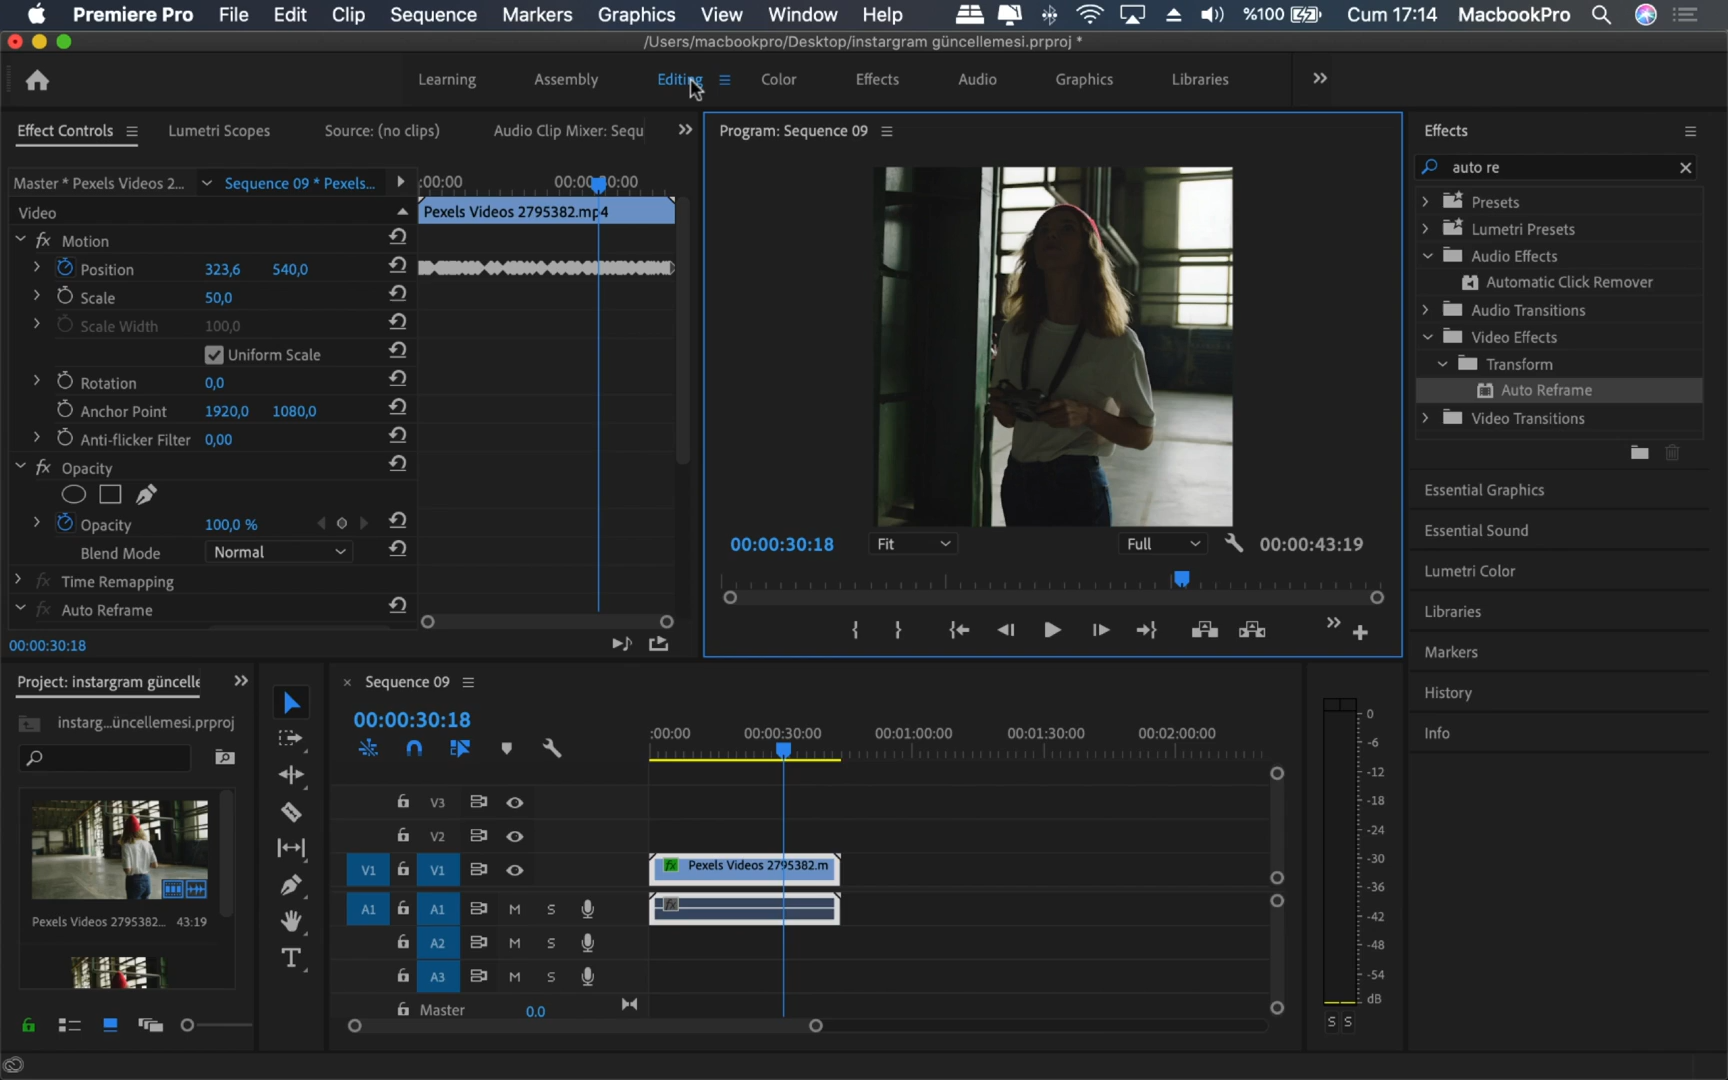 Premiere Pro File Edit Clip Sequence Markers Graphics View Window Help %100 Cum 17:14 MacbookPro
/Users/macbookpro/Desktop/instargram güncellemesi.prproj *
Learning Assembly Editing Color Effects Audio Graphics Libraries
Effect Controls Lumetri Scopes Source: (no clips) Audio Clip Mixer: Sequ
Master * Pexels Videos 2... Sequence 09 * Pexels...
:00:00 00:00:30:00
Video
Pexels Videos 2795382.mp4
fx Motion
Position 323,6 540,0
Scale 50,0
Scale Width 100,0
Uniform Scale
Rotation 0,0
Anchor Point 1920,0 1080,0
Anti-flicker Filter 0,00
fx Opacity
Opacity 100,0 %
Blend Mode Normal
fx Time Remapping
fx Auto Reframe
00:00:30:18
Program: Sequence 09
00:00:30:18 Fit Full 00:00:43:19
Effects
auto re
Presets
Lumetri Presets
Audio Effects
Automatic Click Remover
Audio Transitions
Video Effects
Transform
Auto Reframe
Video Transitions
Essential Graphics
Essential Sound
Lumetri Color
Libraries
Markers
History
Info
Project: instargram güncelle
instarg...üncellemesi.prproj
Pexels Videos 2795382... 43:19
Sequence 09
00:00:30:18
:00:00 00:00:30:00 00:01:00:00 00:01:30:00 00:02:00:00
V3
V2
V1 V1 fx Pexels Videos 2795382.m
A1 A1 M S fx
A2 M S
A3 M S
Master 0.0
0
-6
-12
-18
-24
-30
-36
-42
-48
-54
dB
S S